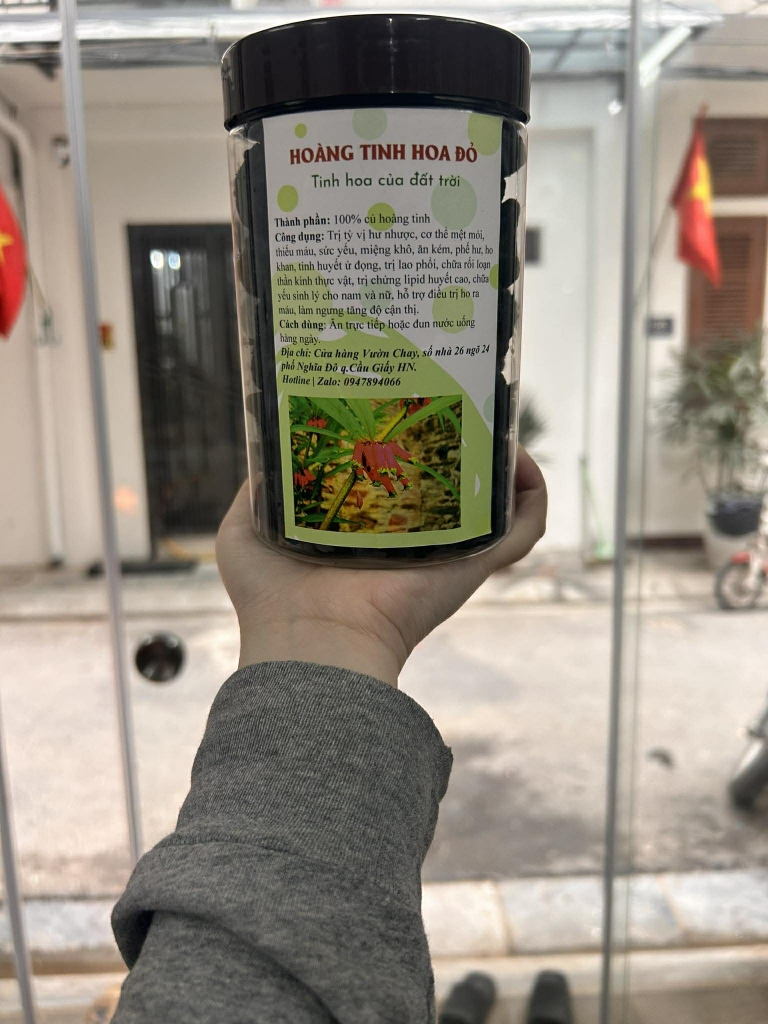 HOÀNG TINH HOA ĐỎ
Tinh hoa của đất trời
Thành phần: 100% củ hoàng tinh
Công dụng: Trị tỳ vị hư nhược, cơ thể mệt mỏi,
thiếu máu, sức yếu, miệng khô, ăn kém, phế hư, ho
khan, tinh huyết ứ đọng, trị lao phổi, chữa rối loạn
thần kinh thực vật, trị chứng lipid huyết cao, chữa
yếu sinh lý cho nam và nữ, hỗ trợ điều trị ho ra
máu, làm ngưng tăng độ cận thị.
Cách dùng: Ăn trực tiếp hoặc đun nước uống
hàng ngày.
Địa chỉ: Cửa hàng Vườn Chay, số nhà 26 ngõ 24
phố Nghĩa Đô q.Cầu Giấy HN.
Hotline | Zalo: 0947894066